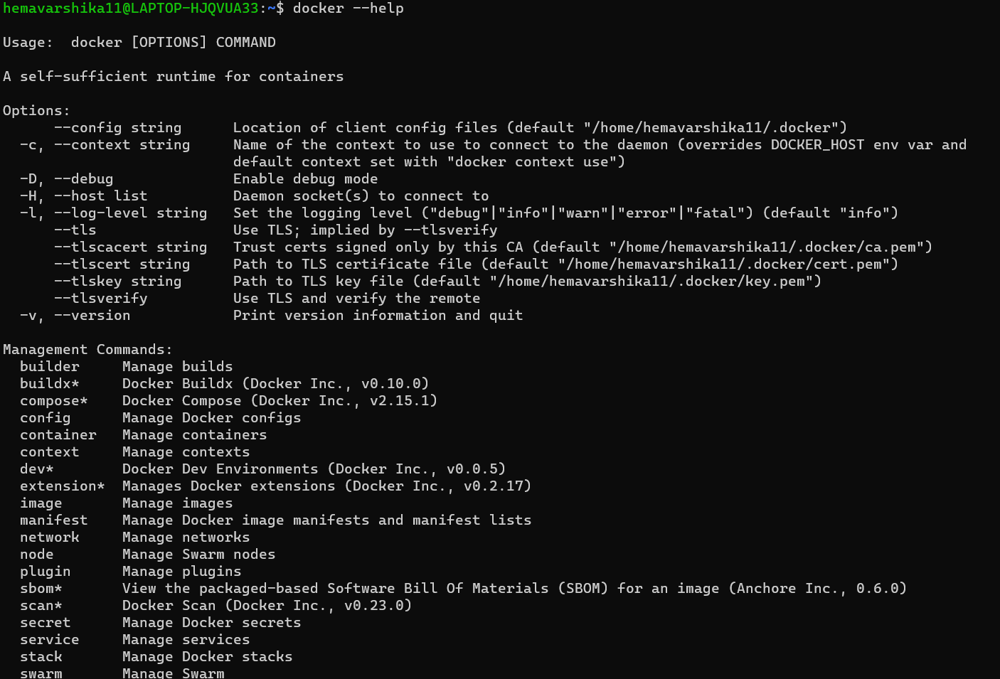 hemavarshika11@LAPTOP-HJQVUA33:~$ docker --help
Usage:  docker [OPTIONS] COMMAND
A self-sufficient runtime for containers
Options:
      --config string      Location of client config files (default "/home/hemavarshika11/.docker")
  -c, --context string     Name of the context to use to connect to the daemon (overrides DOCKER_HOST env var and
                           default context set with "docker context use")
  -D, --debug              Enable debug mode
  -H, --host list          Daemon socket(s) to connect to
  -l, --log-level string   Set the logging level ("debug"|"info"|"warn"|"error"|"fatal") (default "info")
      --tls                Use TLS; implied by --tlsverify
      --tlscacert string   Trust certs signed only by this CA (default "/home/hemavarshika11/.docker/ca.pem")
      --tlscert string     Path to TLS certificate file (default "/home/hemavarshika11/.docker/cert.pem")
      --tlskey string      Path to TLS key file (default "/home/hemavarshika11/.docker/key.pem")
      --tlsverify          Use TLS and verify the remote
  -v, --version            Print version information and quit
Management Commands:
  builder     Manage builds
  buildx*     Docker Buildx (Docker Inc., v0.10.0)
  compose*    Docker Compose (Docker Inc., v2.15.1)
  config      Manage Docker configs
  container   Manage containers
  context     Manage contexts
  dev*        Docker Dev Environments (Docker Inc., v0.0.5)
  extension*  Manages Docker extensions (Docker Inc., v0.2.17)
  image       Manage images
  manifest    Manage Docker image manifests and manifest lists
  network     Manage networks
  node        Manage Swarm nodes
  plugin      Manage plugins
  sbom*       View the packaged-based Software Bill Of Materials (SBOM) for an image (Anchore Inc., 0.6.0)
  scan*       Docker Scan (Docker Inc., v0.23.0)
  secret      Manage Docker secrets
  service     Manage services
  stack       Manage Docker stacks
  swarm       Manage Swarm